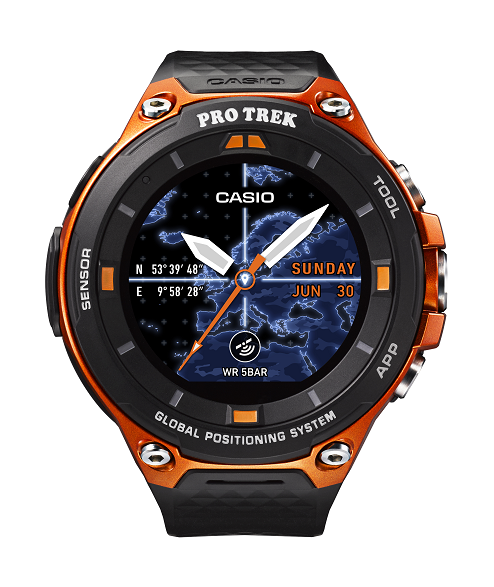 CASIO
PRO TREK
TOOL
CASIO
SENSOR
N 53° 39' 48"
E 9° 58' 28"
SUNDAY
JUN 30
WR 5BAR
APP
GLOBAL POSITIONING SYSTEM